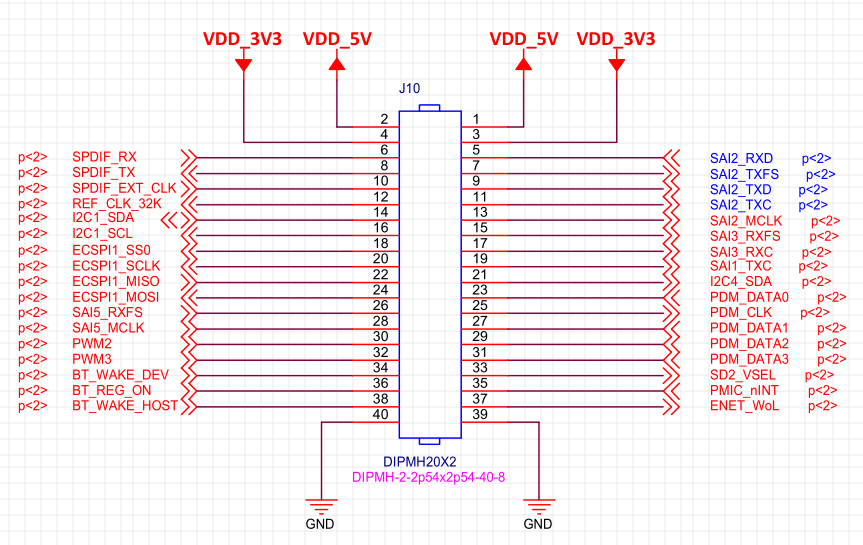 VDD_3V3 VDD_5V VDD_5V VDD_3V3
J10
2 1
4 3
p<2> SPDIF_RX 6 5 SAI2_RXD p<2>
p<2> SPDIF_TX 8 7 SAI2_TXFS p<2>
p<2> SPDIF_EXT_CLK 10 9 SAI2_TXD p<2>
p<2> REF_CLK_32K 12 11 SAI2_TXC p<2>
p<2> I2C1_SDA 14 13 SAI2_MCLK p<2>
p<2> I2C1_SCL 16 15 SAI3_RXFS p<2>
p<2> ECSPI1_SS0 18 17 SAI3_RXC p<2>
p<2> ECSPI1_SCLK 20 19 SAI1_TXC p<2>
p<2> ECSPI1_MISO 22 21 I2C4_SDA p<2>
p<2> ECSPI1_MOSI 24 23 PDM_DATA0 p<2>
p<2> SAI5_RXFS 26 25 PDM_CLK p<2>
p<2> SAI5_MCLK 28 27 PDM_DATA1 p<2>
p<2> PWM2 30 29 PDM_DATA2 p<2>
p<2> PWM3 32 31 PDM_DATA3 p<2>
p<2> BT_WAKE_DEV 34 33 SD2_VSEL p<2>
p<2> BT_REG_ON 36 35 PMIC_nINT p<2>
p<2> BT_WAKE_HOST 38 37 ENET_WoL p<2>
40 39
DIPMH20X2
DIPMH-2-2p54x2p54-40-8
GND GND